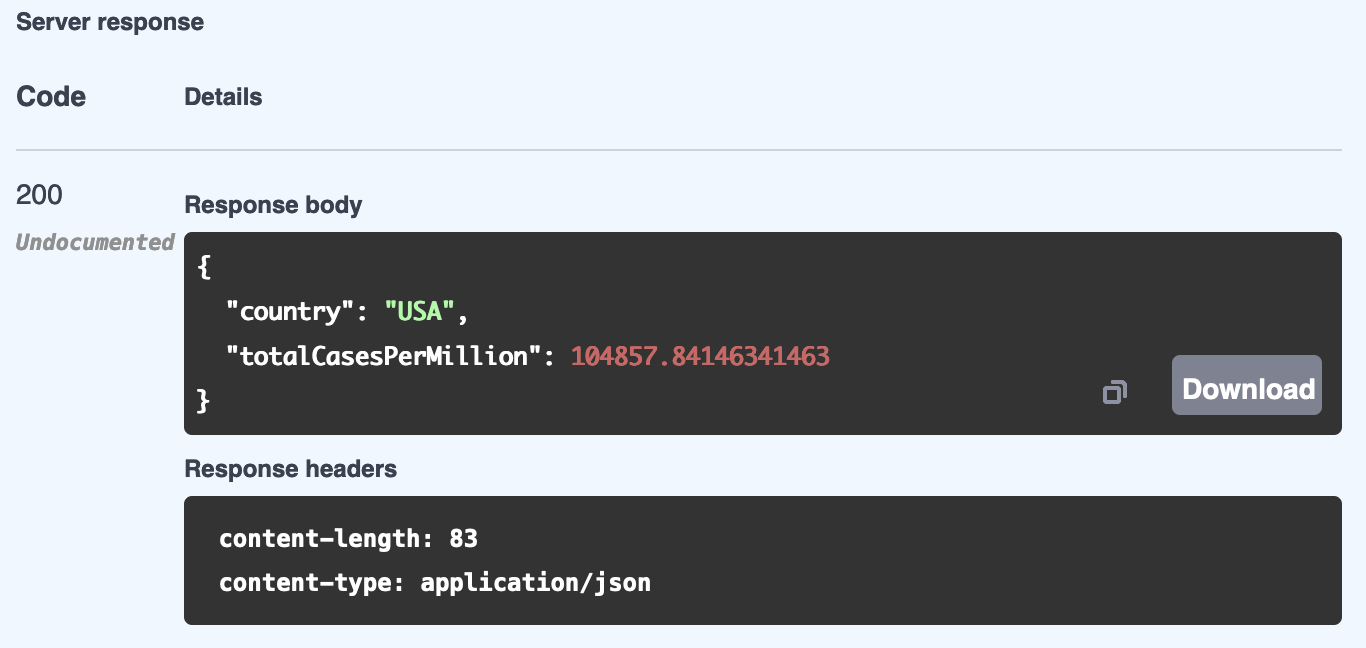 Server response
Code Details
200
Response body
Undocumented
{
  "country": "USA",
  "totalCasesPerMillion": 104857.84146341463
}
Download
Response headers
content-length: 83
content-type: application/json